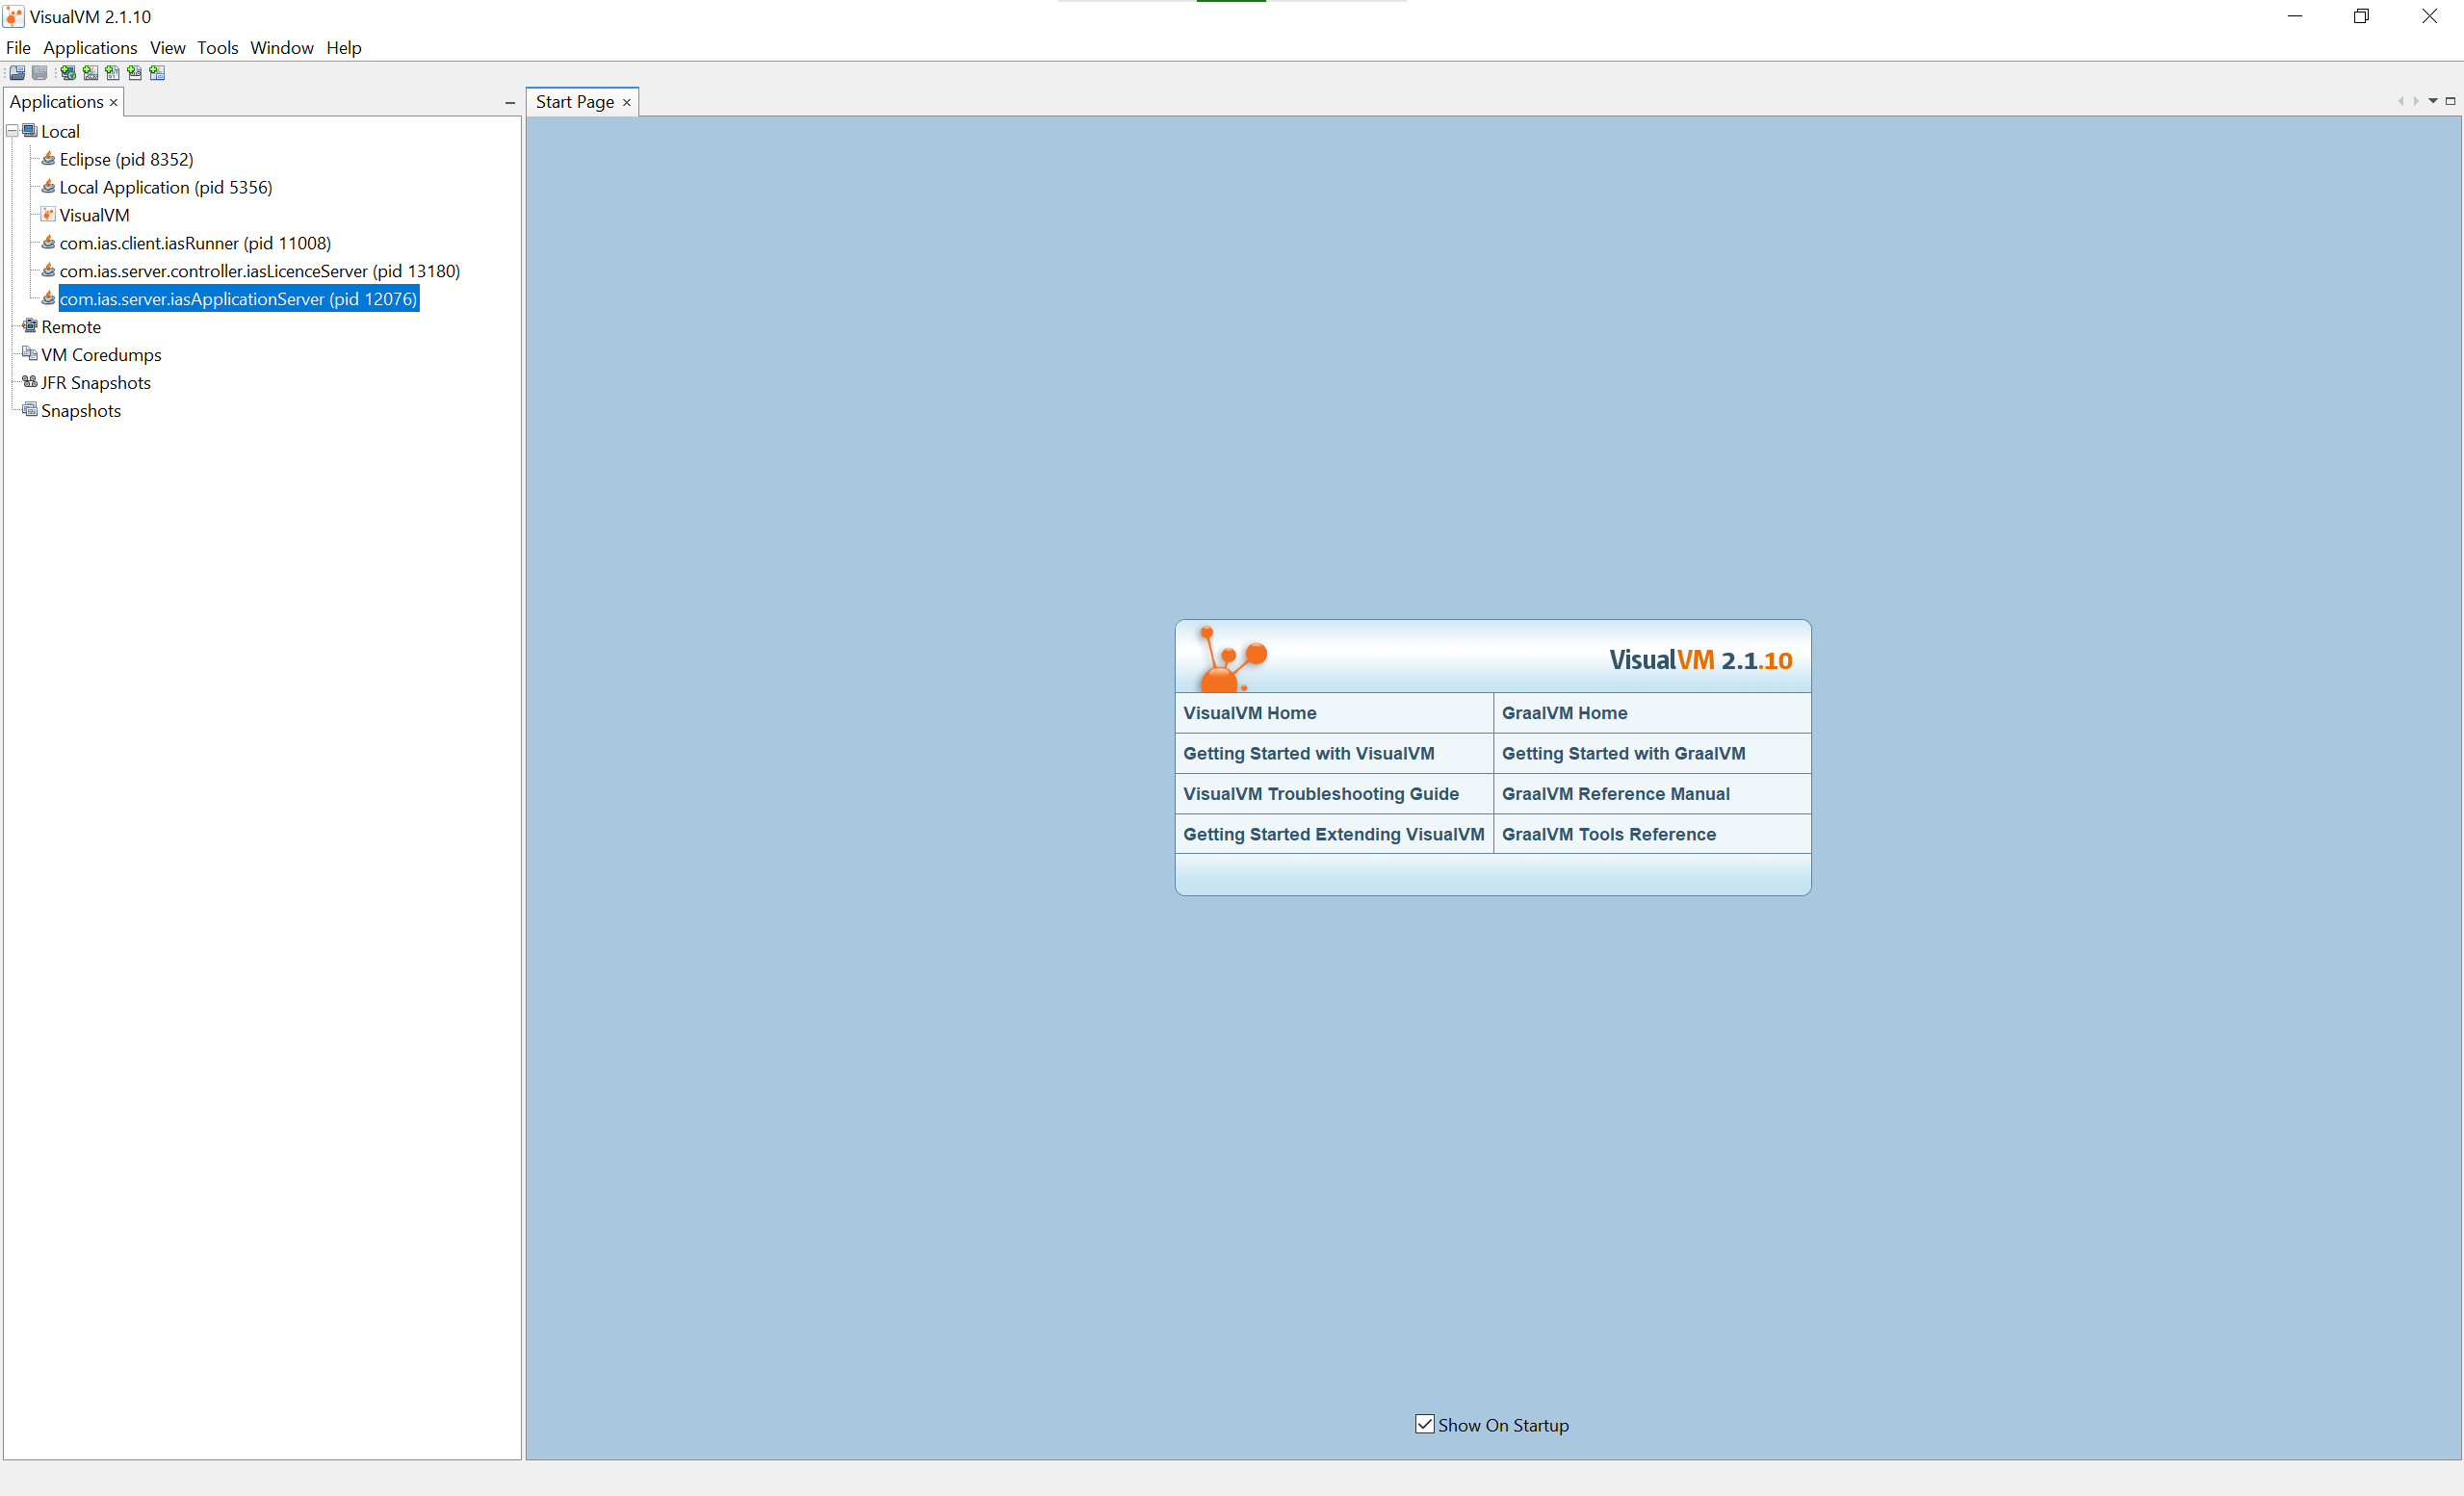 VisualVM 2.1.10
File Applications View Tools Window Help
Applications
Start Page
Local
Eclipse (pid 8352)
Local Application (pid 5356)
VisualVM
com.ias.client.iasRunner (pid 11008)
com.ias.server.controller.iasLicenceServer (pid 13180)
com.ias.server.iasApplicationServer (pid 12076)
Remote
VM Coredumps
JFR Snapshots
Snapshots
VisualVM 2.1.10
VisualVM Home
GraalVM Home
Getting Started with VisualVM
Getting Started with GraalVM
VisualVM Troubleshooting Guide
GraalVM Reference Manual
Getting Started Extending VisualVM
GraalVM Tools Reference
Show On Startup